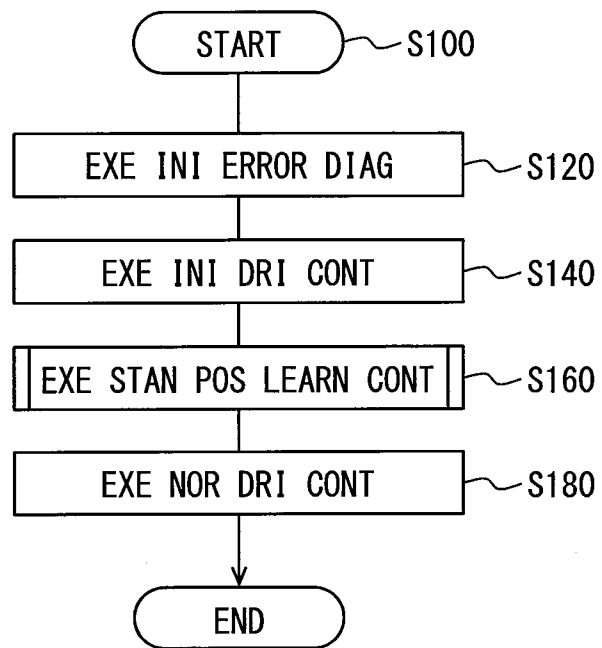 START S100
EXE INI ERROR DIAG S120
EXE INI DRI CONT S140
EXE STAN POS LEARN CONT S160
EXE NOR DRI CONT S180
END